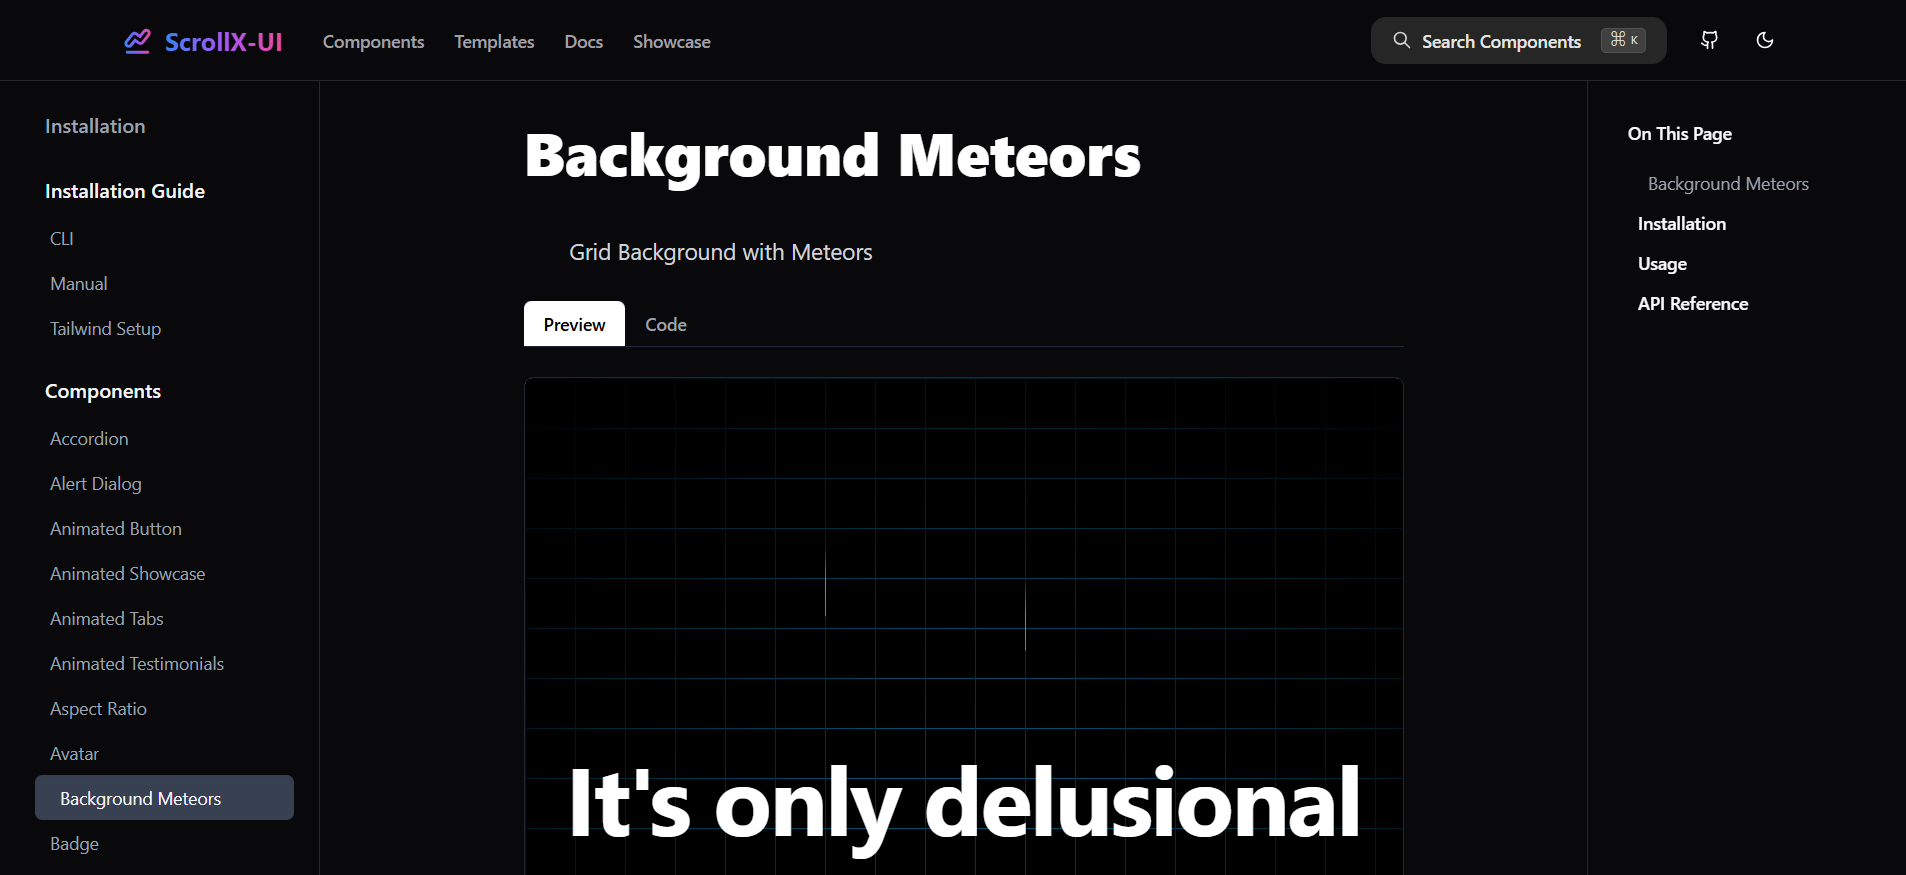 ScrollX-UI
Components
Templates
Docs
Showcase
Search Components
⌘ K
Installation
Installation Guide
CLI
Manual
Tailwind Setup
Components
Accordion
Alert Dialog
Animated Button
Animated Showcase
Animated Tabs
Animated Testimonials
Aspect Ratio
Avatar
Background Meteors
Badge
Background Meteors
Grid Background with Meteors
Preview
Code
It's only delusional
On This Page
Background Meteors
Installation
Usage
API Reference